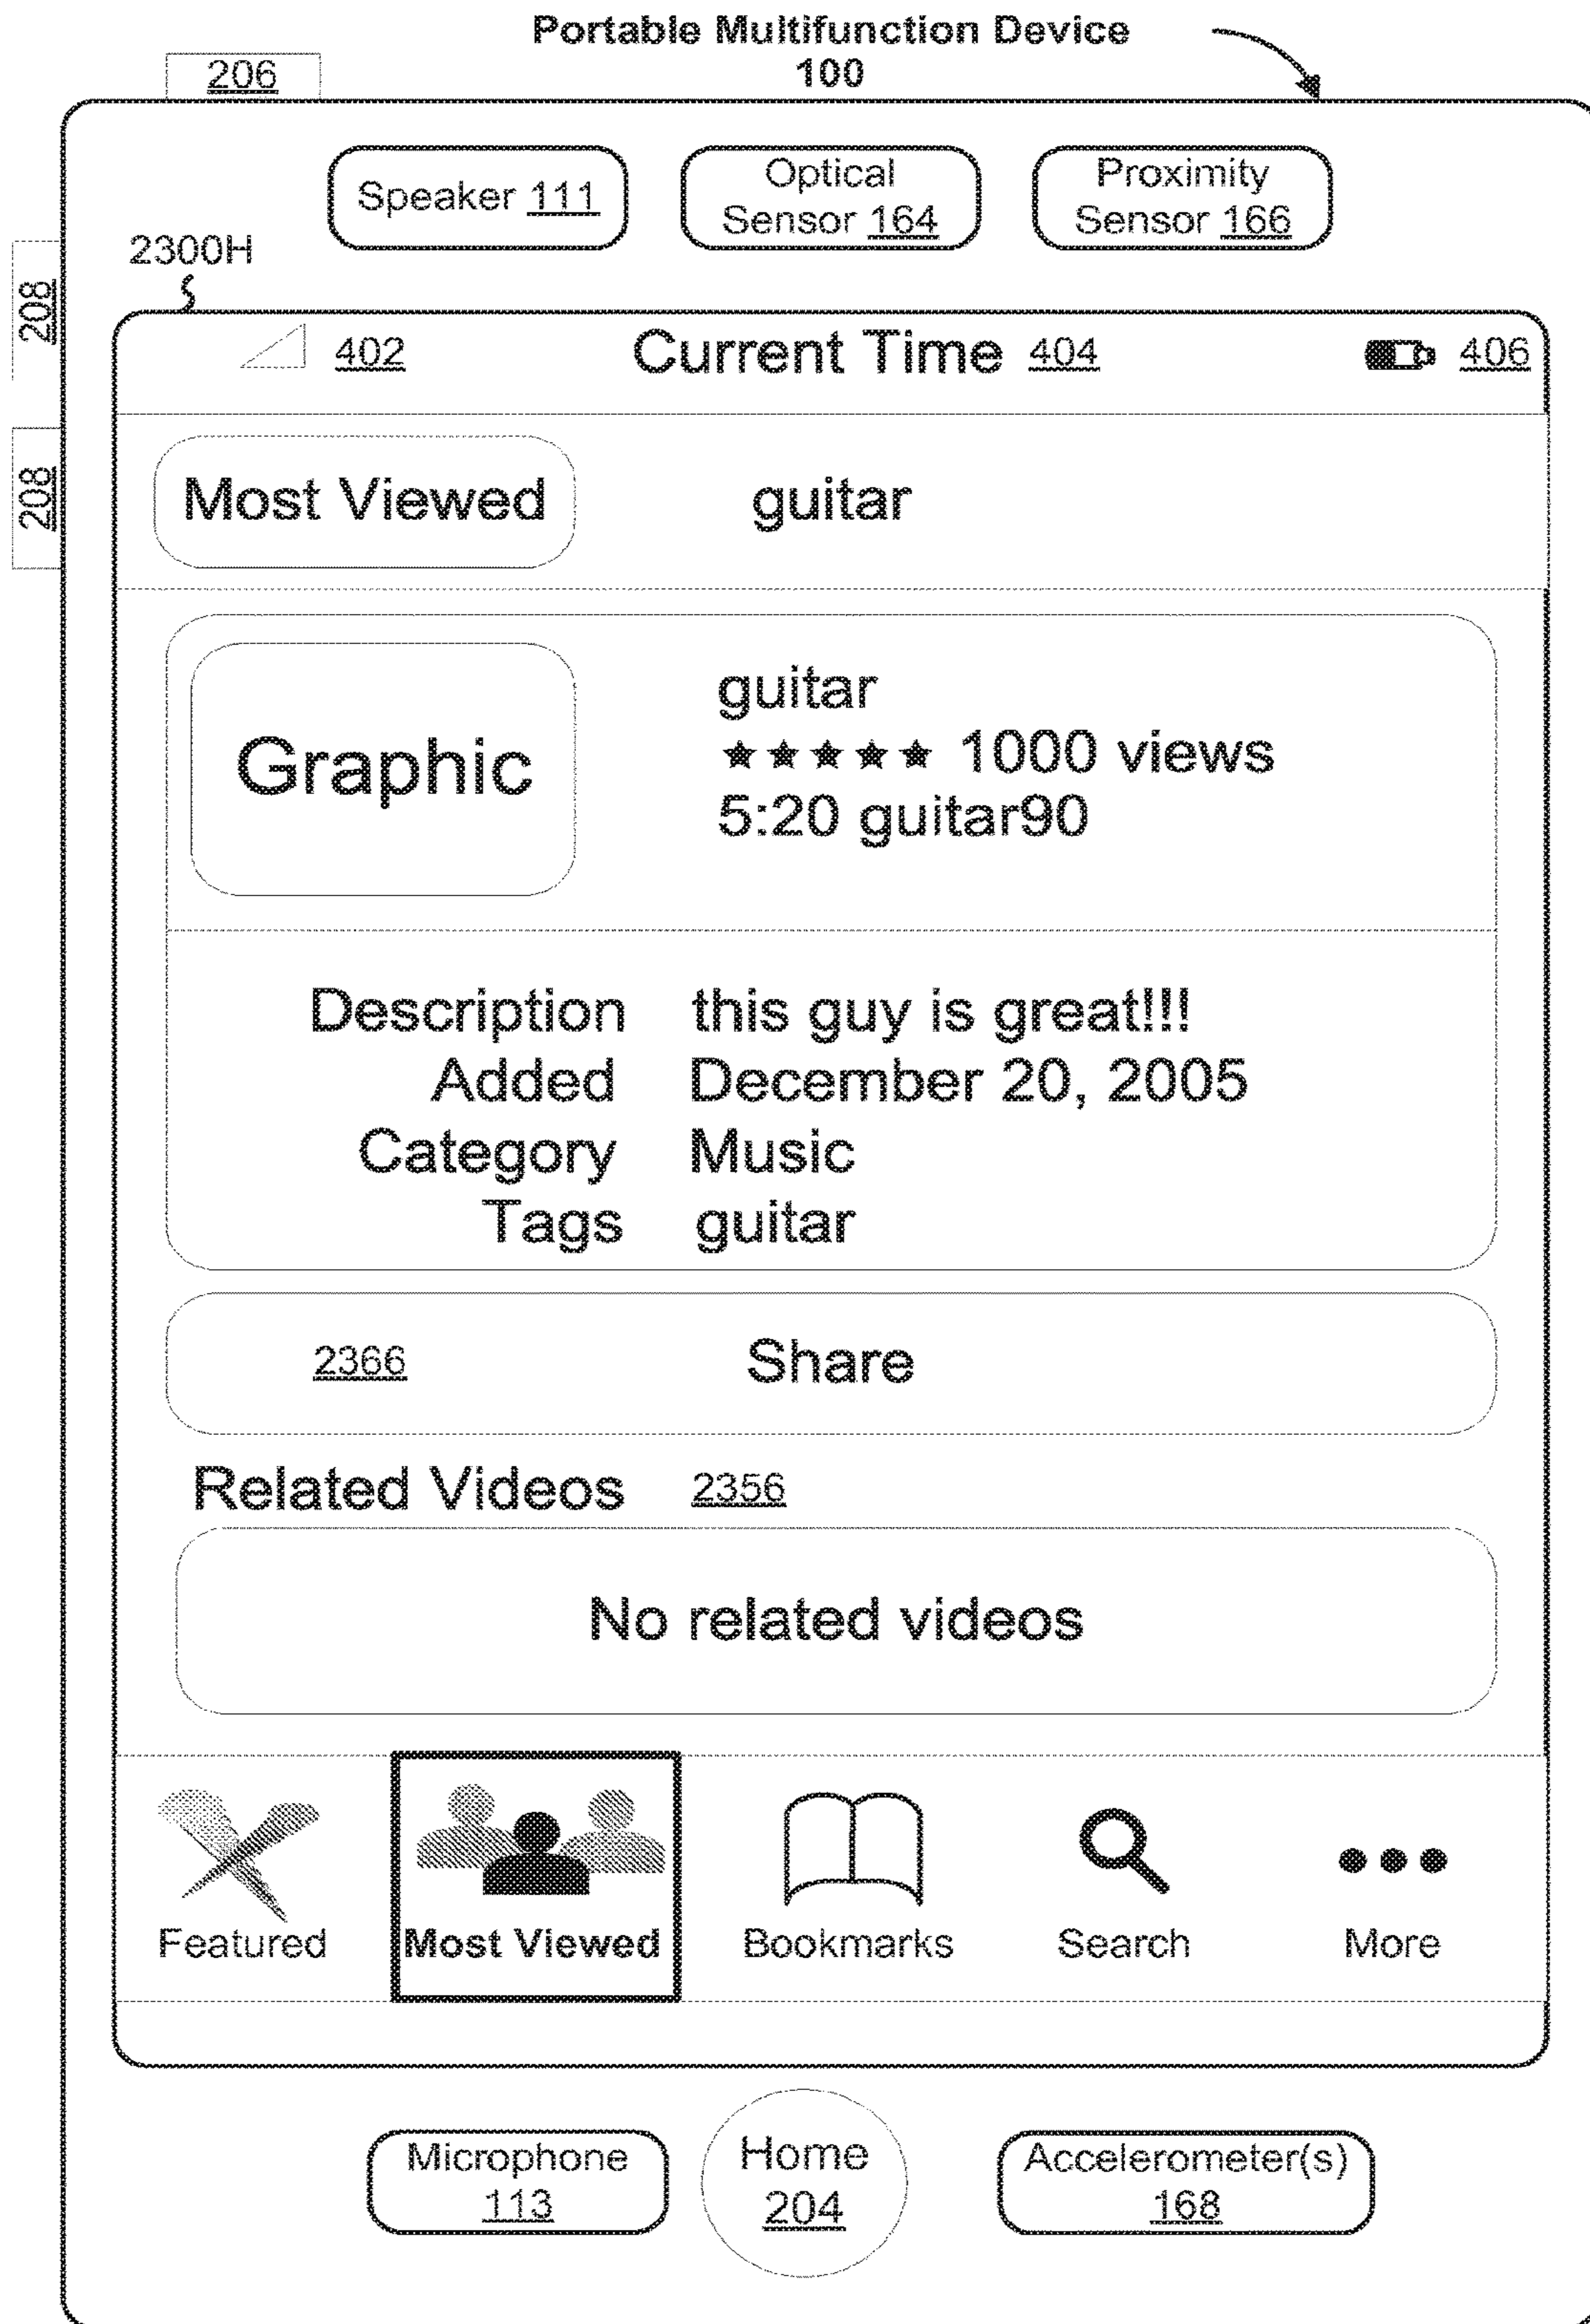 Portable Multifunction Device
100
206
Speaker 111
Optical
Sensor 164
Proximity
Sensor 166
2300H
208
208
402
Current Time 404
406
Most Viewed
guitar
Graphic
guitar
★★★★★ 1000 views
5:20 guitar90
Description this guy is great!!!
Added December 20, 2005
Category Music
Tags guitar
2366 Share
Related Videos 2356
No related videos
Featured
Most Viewed
Bookmarks
Search
More
Microphone
113
Home
204
Accelerometer(s)
168